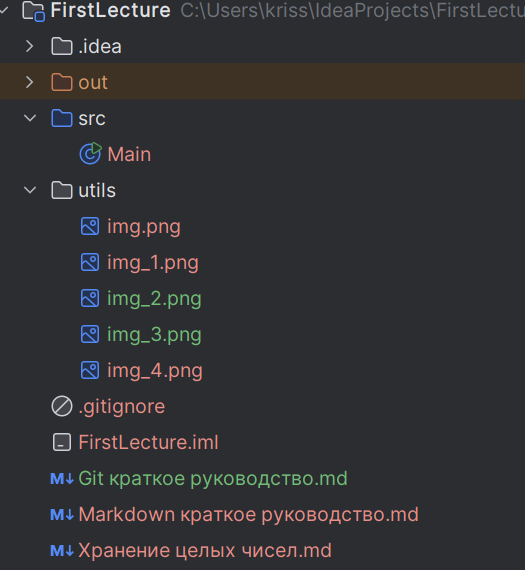 FirstLecture C:\Users\kriss\IdeaProjects\FirstLectu
.idea
out
src
Main
utils
img.png
img_1.png
img_2.png
img_3.png
img_4.png
.gitignore
FirstLecture.iml
M↓ Git краткое руководство.md
M↓ Markdown краткое руководство.md
M↓ Хранение целых чисел.md